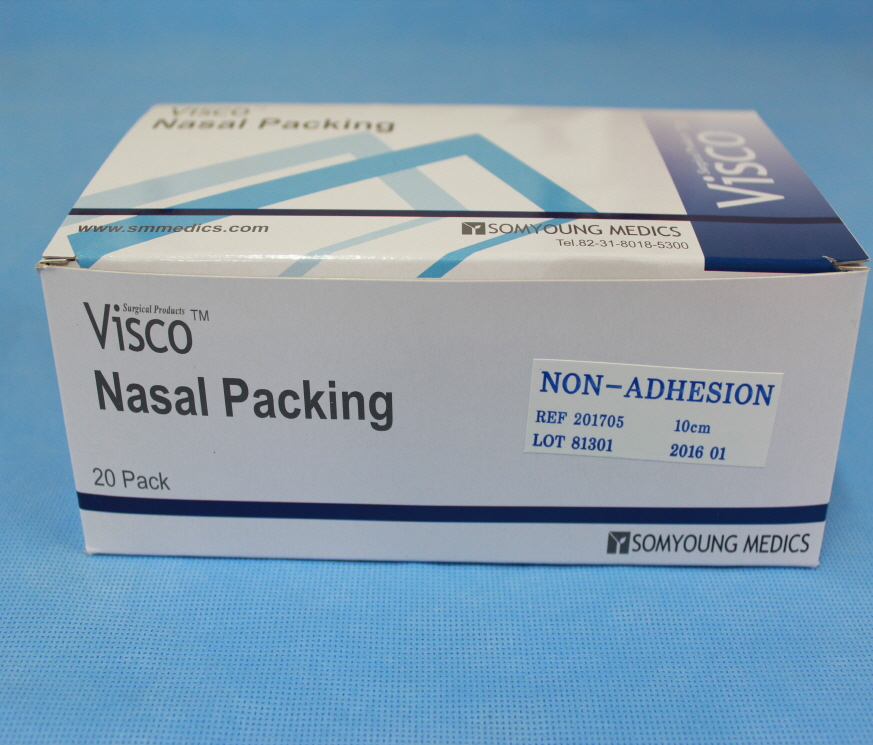 Visco
Nasal Packing
Visco
www.smmedics.com
SOMYOUNG MEDICS
Tel.82-31-8018-5300
Surgical Products
Visco™
Nasal Packing
20 Pack
NON-ADHESION
REF 201705 10cm
LOT 81301 2016 01
SOMYOUNG MEDICS